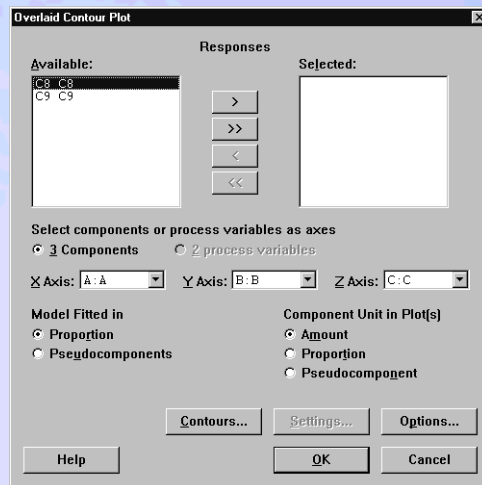 Overlaid Contour Plot
Responses
Available:
Selected:
C8 C8
C9 C9
>
>>
<
<<
Select components or process variables as axes
3 Components
2 process variables
X Axis: A:A
Y Axis: B:B
Z Axis: C:C
Model Fitted in
Component Unit in Plot(s)
Proportion
Amount
Pseudocomponents
Proportion
Pseudocomponent
Contours...
Settings...
Options...
Help
OK
Cancel